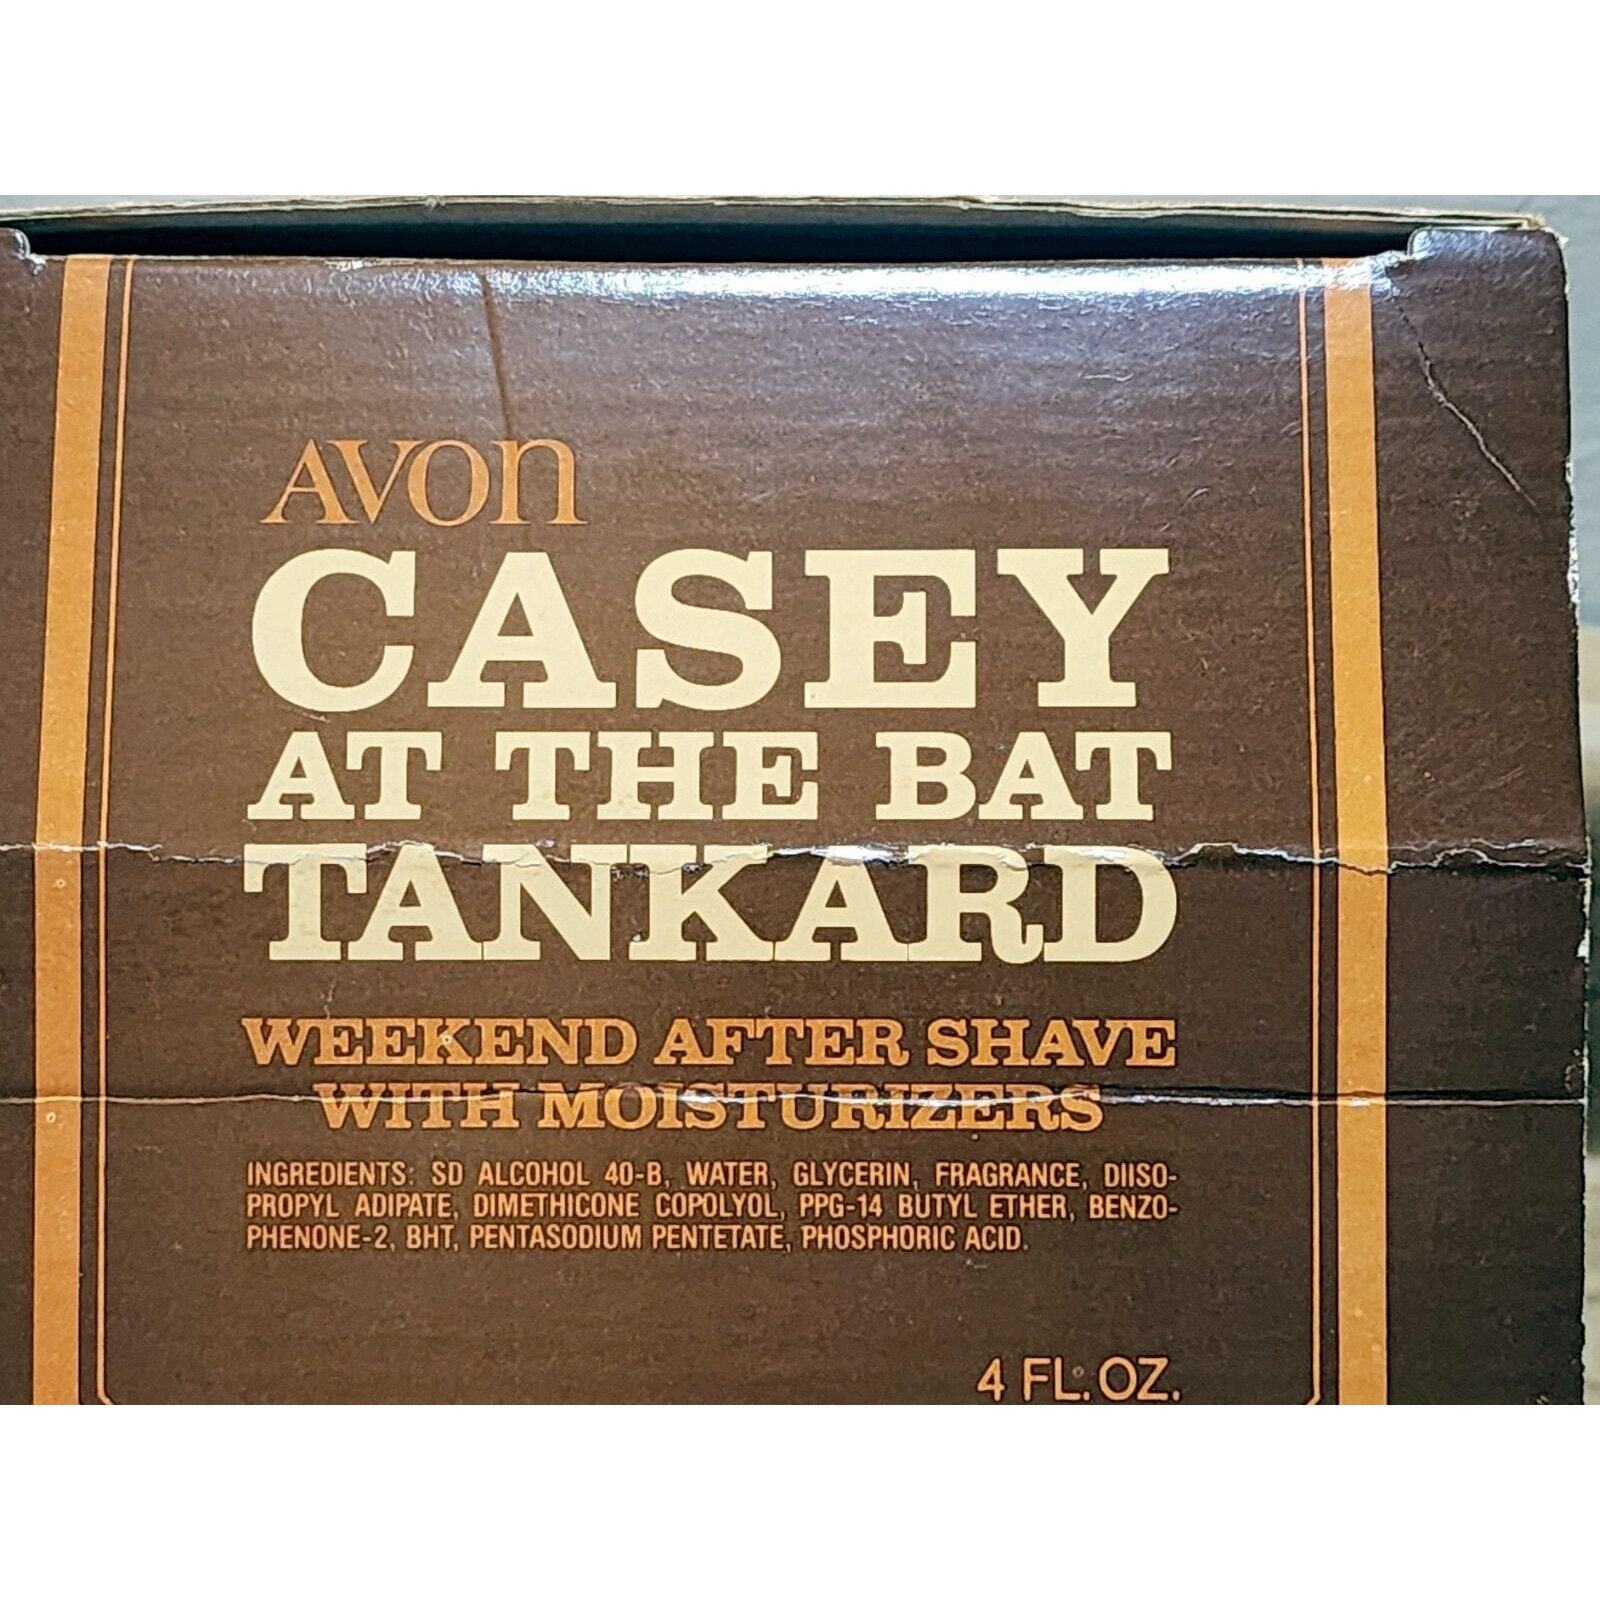 AVON
CASEY
AT THE BAT
TANKARD
WEEKEND AFTER SHAVE
WITH MOISTURIZERS
INGREDIENTS: SD ALCOHOL 40-B, WATER, GLYCERIN, FRAGRANCE, DIISO-
PROPYL ADIPATE, DIMETHICONE COPOLYOL, PPG-14 BUTYL ETHER, BENZO-
PHENONE-2, BHT, PENTASODIUM PENTETATE, PHOSPHORIC ACID.
4 FL. OZ.